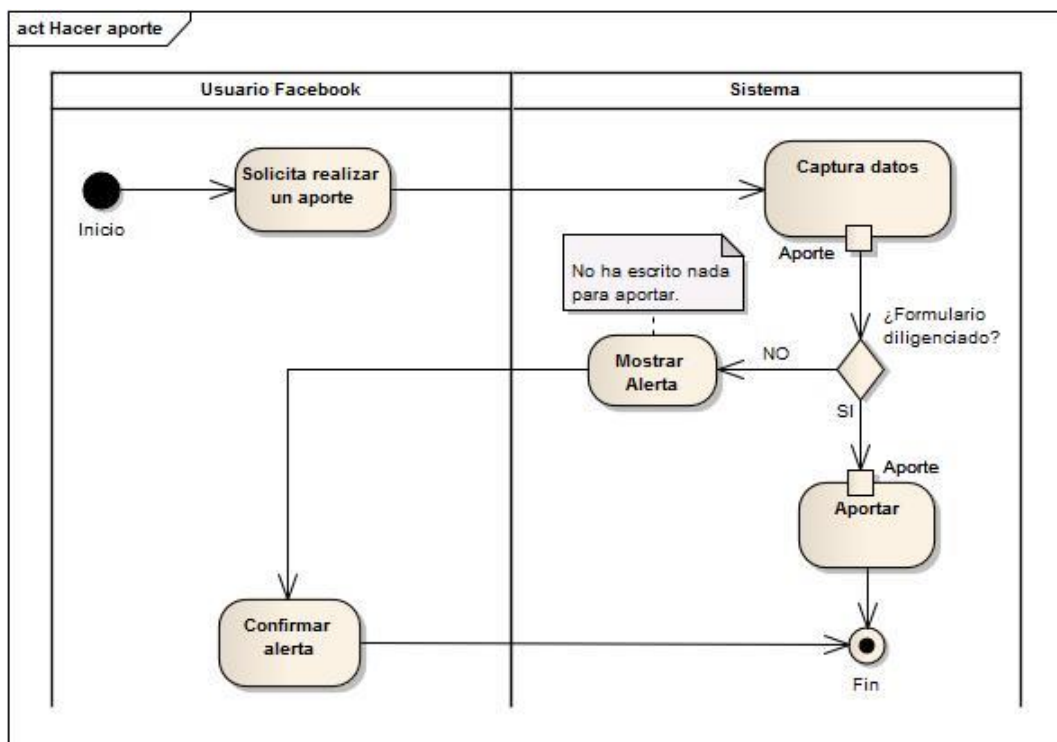 act Hacer aporte
Usuario Facebook
Sistema
Inicio
Solicita realizar
un aporte
Captura datos
Aporte
No ha escrito nada
para aportar.
¿Formulario
diligenciado?
NO
Mostrar
Alerta
SI
Aporte
Aportar
Confirmar
alerta
Fin